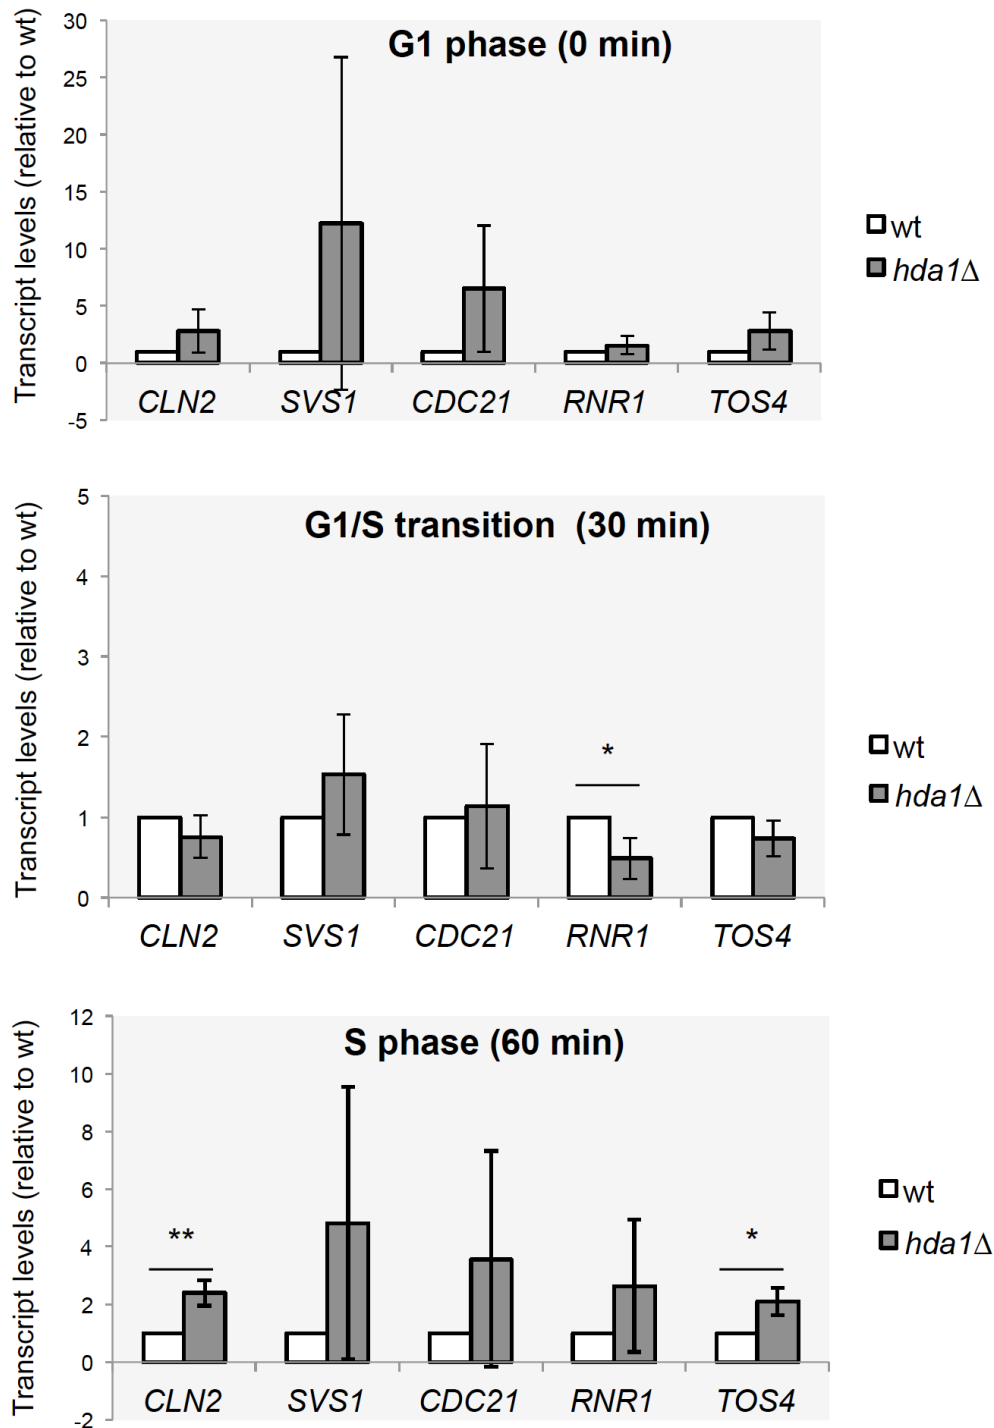 G1 phase (0 min)
Transcript levels (relative to wt)
30
25
20
15
10
5
0
-5
CLN2 SVS1 CDC21 RNR1 TOS4
wt
hda1Δ
G1/S transition (30 min)
Transcript levels (relative to wt)
5
4
3
2
1
0
*
CLN2 SVS1 CDC21 RNR1 TOS4
wt
hda1Δ
S phase (60 min)
Transcript levels (relative to wt)
12
10
8
6
4
2
0
-2
** *
CLN2 SVS1 CDC21 RNR1 TOS4
wt
hda1Δ